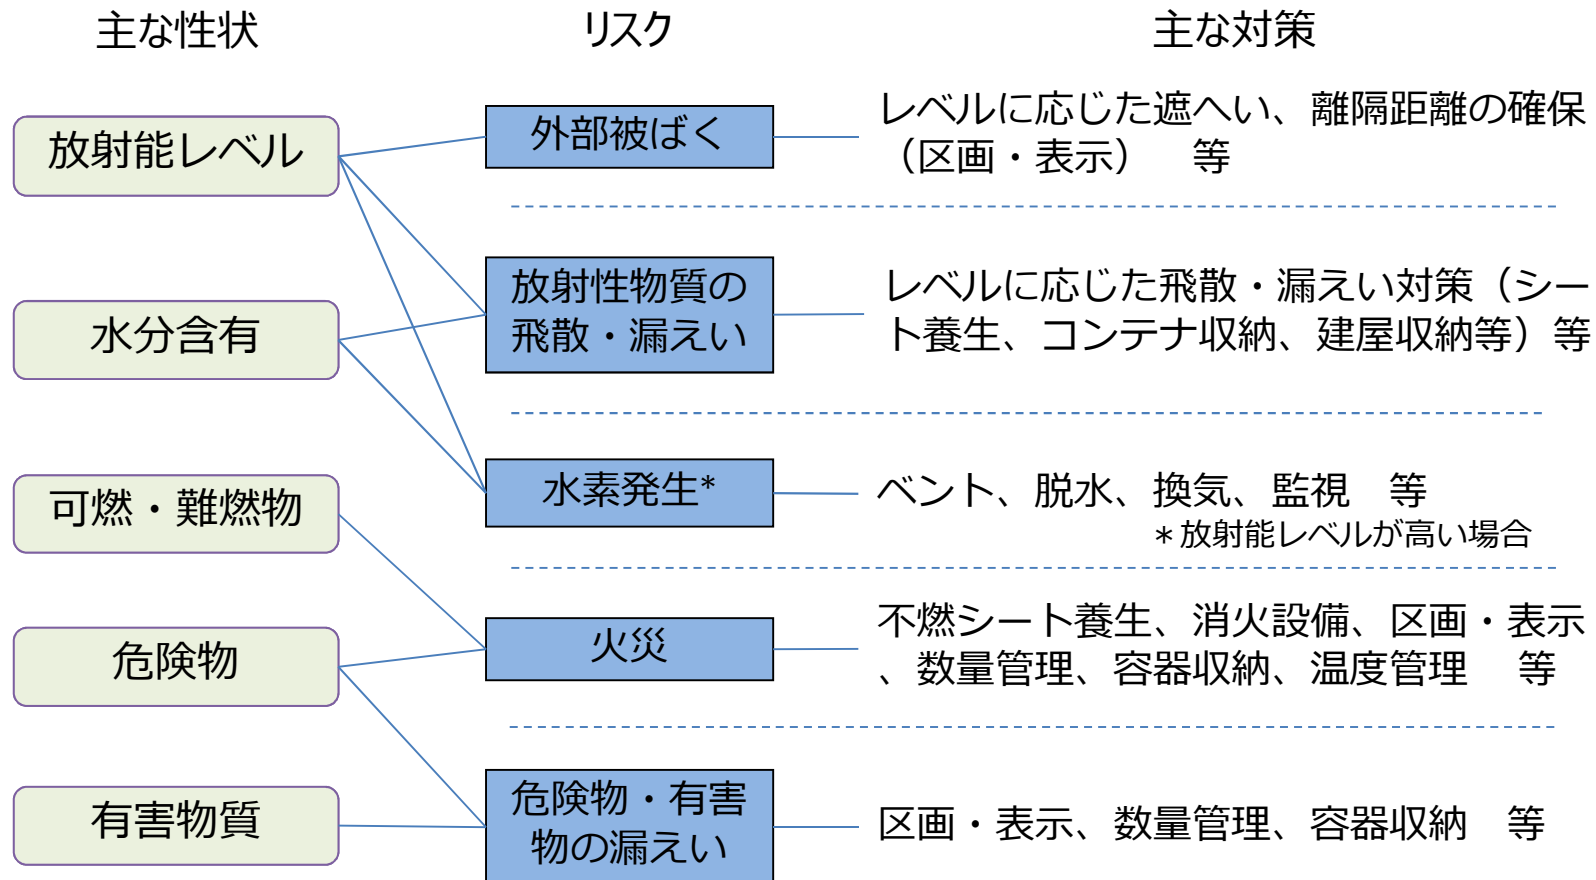 主な性状
リスク
主な対策
放射能レベル
外部被ばく
レベルに応じた遮へい、離隔距離の確保
（区画・表示）　等
水分含有
放射性物質の
飛散・漏えい
レベルに応じた飛散・漏えい対策（シー
ト養生、コンテナ収納、建屋収納等）等
可燃・難燃物
水素発生*
ベント、脱水、換気、監視　等
＊放射能レベルが高い場合
危険物
火災
不燃シート養生、消火設備、区画・表示
、数量管理、容器収納、温度管理　等
有害物質
危険物・有害
物の漏えい
区画・表示、数量管理、容器収納　等